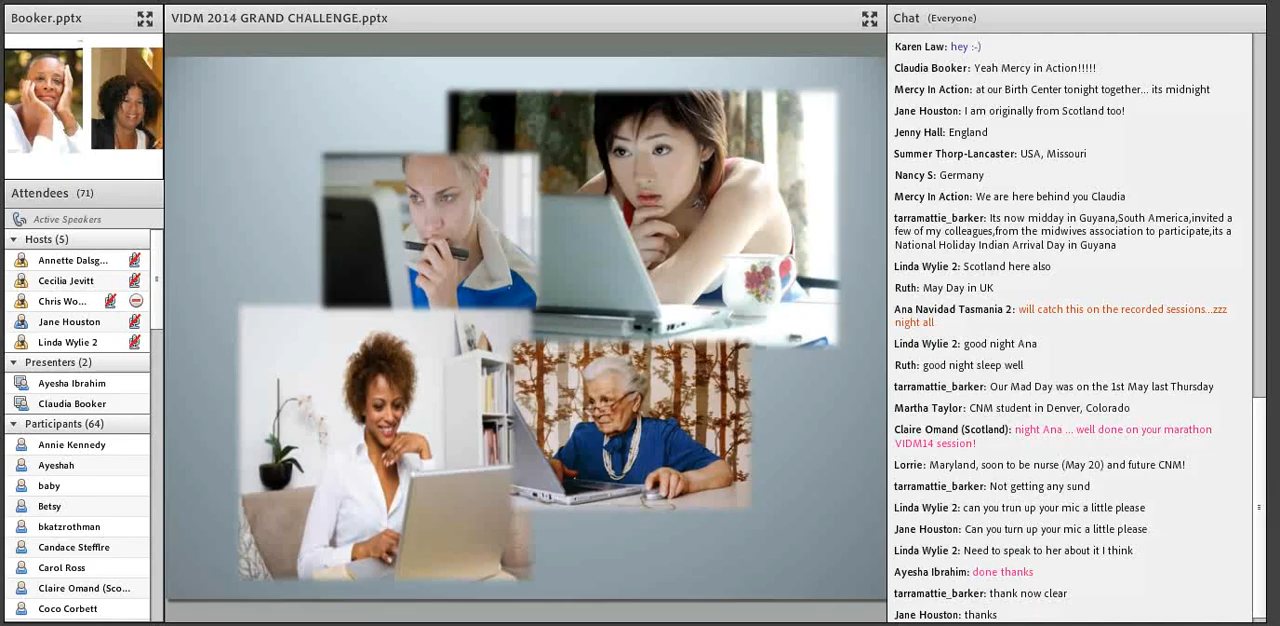 Booker.pptx
Attendees (71)
Active Speakers
Hosts (5)
Annette Dalsg...
Cecilia Jevitt
Chris Wo...
Jane Houston
Linda Wylie 2
Presenters (2)
Ayesha Ibrahim
Claudia Booker
Participants (64)
Annie Kennedy
Ayeshah
baby
Betsy
bkatzrothman
Candace Steffire
Carol Ross
Claire Omand (Sco...
Coco Corbett
VIDM 2014 GRAND CHALLENGE.pptx
Chat (Everyone)
Karen Law: hey :-)
Claudia Booker: Yeah Mercy in Action!!!!!
Mercy In Action: at our Birth Center tonight together... its midnight
Jane Houston: I am originally from Scotland too!
Jenny Hall: England
Summer Thorp-Lancaster: USA, Missouri
Nancy S: Germany
Mercy In Action: We are here behind you Claudia
tarramattie_barker: Its now midday in Guyana,South America,invited a
few of my colleagues,from the midwives association to participate,its a
National Holiday Indian Arrival Day in Guyana
Linda Wylie 2: Scotland here also
Ruth: May Day in UK
Ana Navidad Tasmania 2: will catch this on the recorded sessions...zzz
night all
Linda Wylie 2: good night Ana
Ruth: good night sleep well
tarramattie_barker: Our Mad Day was on the 1st May last Thursday
Martha Taylor: CNM student in Denver, Colorado
Claire Omand (Scotland): night Ana ... well done on your marathon
VIDM14 session!
Lorrie: Maryland, soon to be nurse (May 20) and future CNM!
tarramattie_barker: Not getting any sund
Linda Wylie 2: can you trun up your mic a little please
Jane Houston: Can you turn up your mic a little please
Linda Wylie 2: Need to speak to her about it I think
Ayesha Ibrahim: done thanks
tarramattie_barker: thank now clear
Jane Houston: thanks